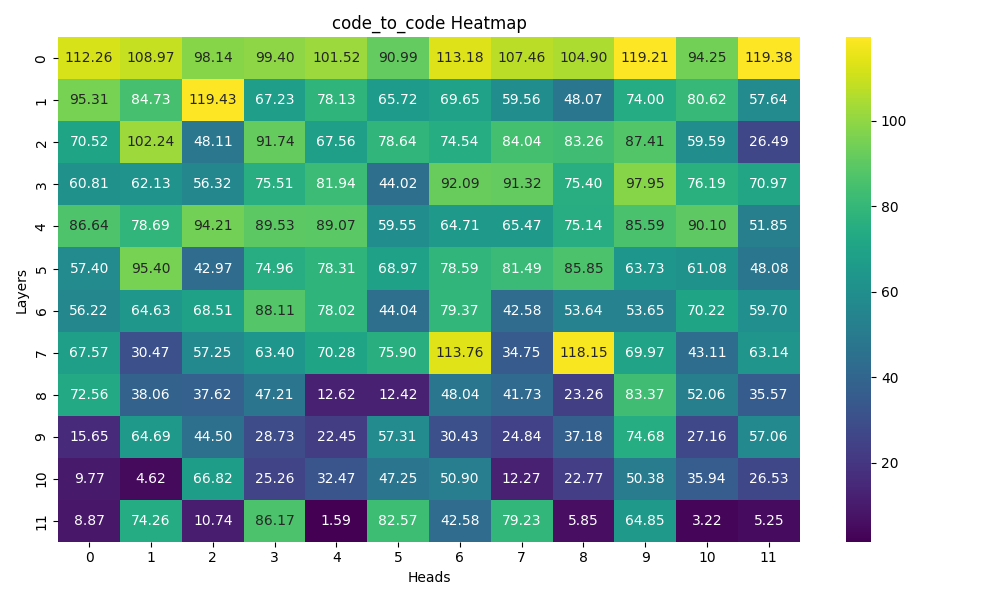 code_to_code Heatmap
0 112.26 108.97 98.14 99.40 101.52 90.99 113.18 107.46 104.90 119.21 94.25 119.38
1 95.31 84.73 119.43 67.23 78.13 65.72 69.65 59.56 48.07 74.00 80.62 57.64
2 70.52 102.24 48.11 91.74 67.56 78.64 74.54 84.04 83.26 87.41 59.59 26.49
3 60.81 62.13 56.32 75.51 81.94 44.02 92.09 91.32 75.40 97.95 76.19 70.97
4 86.64 78.69 94.21 89.53 89.07 59.55 64.71 65.47 75.14 85.59 90.10 51.85
5 57.40 95.40 42.97 74.96 78.31 68.97 78.59 81.49 85.85 63.73 61.08 48.08
6 56.22 64.63 68.51 88.11 78.02 44.04 79.37 42.58 53.64 53.65 70.22 59.70
7 67.57 30.47 57.25 63.40 70.28 75.90 113.76 34.75 118.15 69.97 43.11 63.14
8 72.56 38.06 37.62 47.21 12.62 12.42 48.04 41.73 23.26 83.37 52.06 35.57
9 15.65 64.69 44.50 28.73 22.45 57.31 30.43 24.84 37.18 74.68 27.16 57.06
10 9.77 4.62 66.82 25.26 32.47 47.25 50.90 12.27 22.77 50.38 35.94 26.53
11 8.87 74.26 10.74 86.17 1.59 82.57 42.58 79.23 5.85 64.85 3.22 5.25
0 1 2 3 4 5 6 7 8 9 10 11
Heads
Layers
100
80
60
40
20